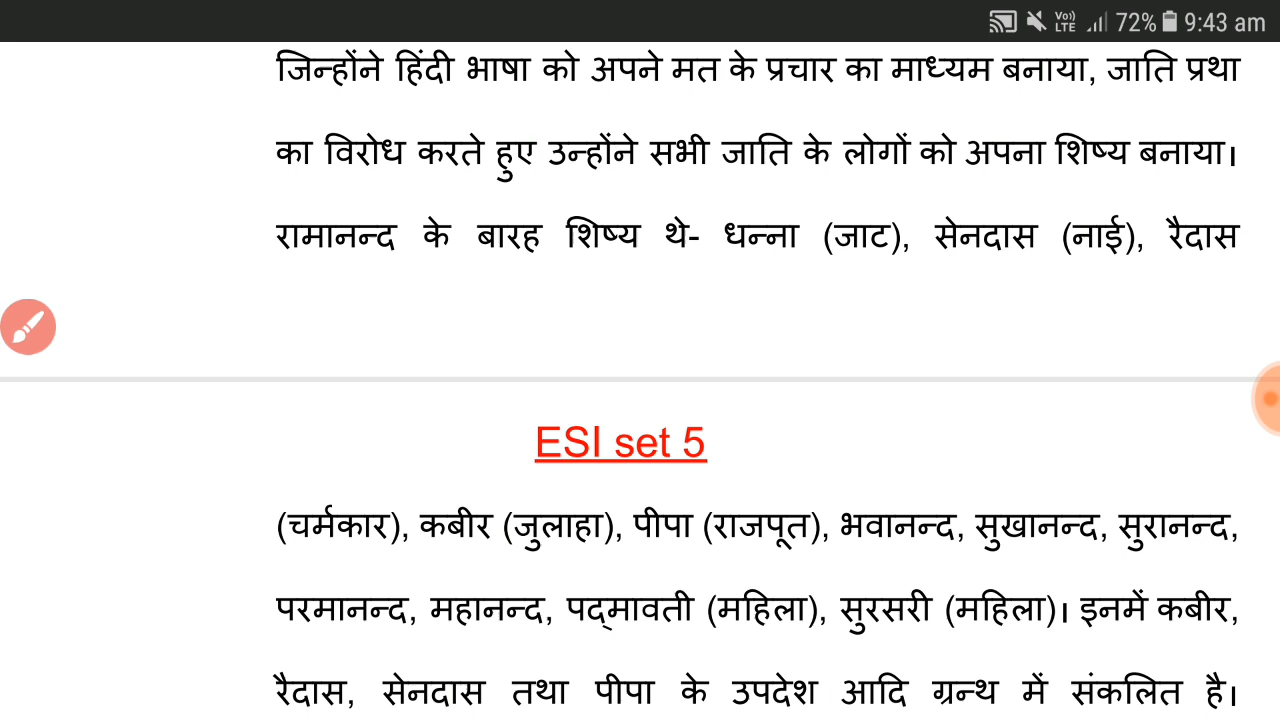 Vo) LTE 72% 9:43 am
जिन्होंने हिंदी भाषा को अपने मत के प्रचार का माध्यम बनाया, जाति प्रथा
का विरोध करते हुए उन्होंने सभी जाति के लोगों को अपना शिष्य बनाया।
रामानन्द के बारह शिष्य थे- धन्ना (जाट), सेनदास (नाई), रैदास
ESI set 5
(चर्मकार), कबीर (जुलाहा), पीपा (राजपूत), भवानन्द, सुखानन्द, सुरानन्द,
परमानन्द, महानन्द, पद्‌मावती (महिला), सुरसरी (महिला)। इनमें कबीर,
रैदास, सेनदास तथा पीपा के उपदेश आदि ग्रन्थ में संकलित है।